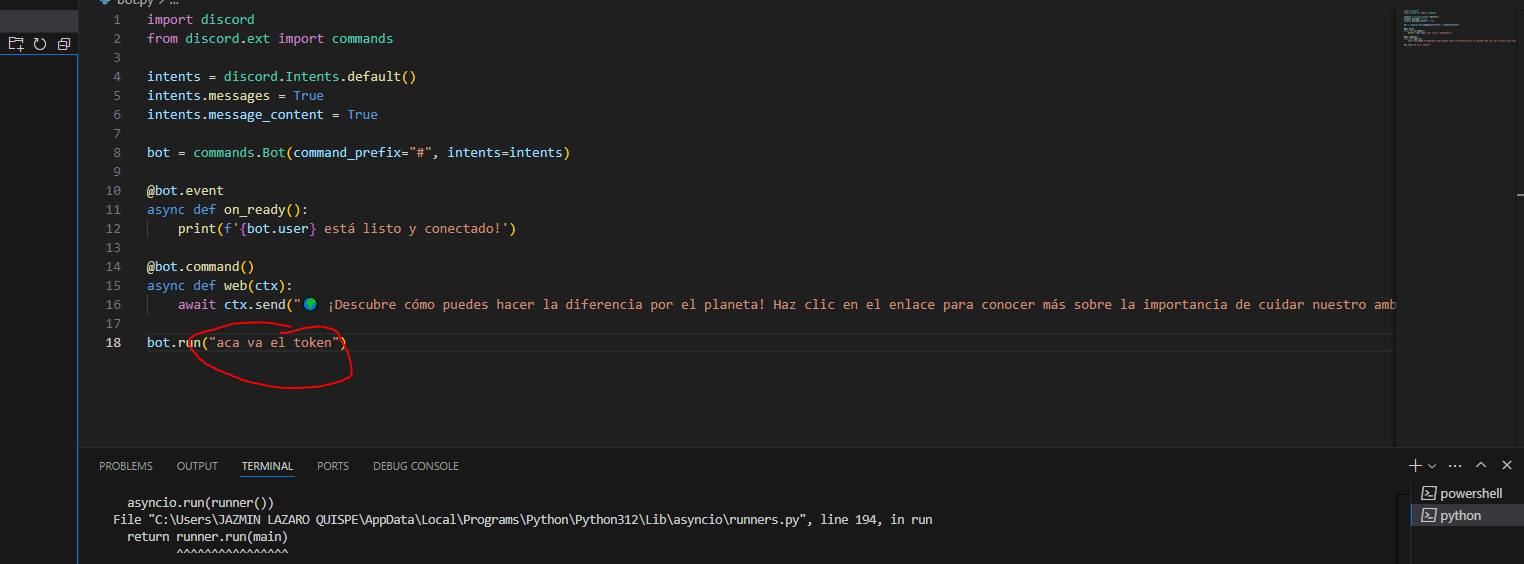 bot.py > ...
1 import discord
2 from discord.ext import commands
3
4 intents = discord.Intents.default()
5 intents.messages = True
6 intents.message_content = True
7
8 bot = commands.Bot(command_prefix="#", intents=intents)
9
10 @bot.event
11 async def on_ready():
12 print(f'{bot.user} está listo y conectado!')
13
14 @bot.command()
15 async def web(ctx):
16 await ctx.send("🌍 ¡Descubre cómo puedes hacer la diferencia por el planeta! Haz clic en el enlace para conocer más sobre la importancia de cuidar nuestro amb
17
18 bot.run("aca va el token")
PROBLEMS OUTPUT TERMINAL PORTS DEBUG CONSOLE
asyncio.run(runner())
File "C:\Users\JAZMIN LAZARO QUISPE\AppData\Local\Programs\Python\Python312\Lib\asyncio\runners.py", line 194, in run
return runner.run(main)
^^^^^^^^^^^^^^^^
powershell
python